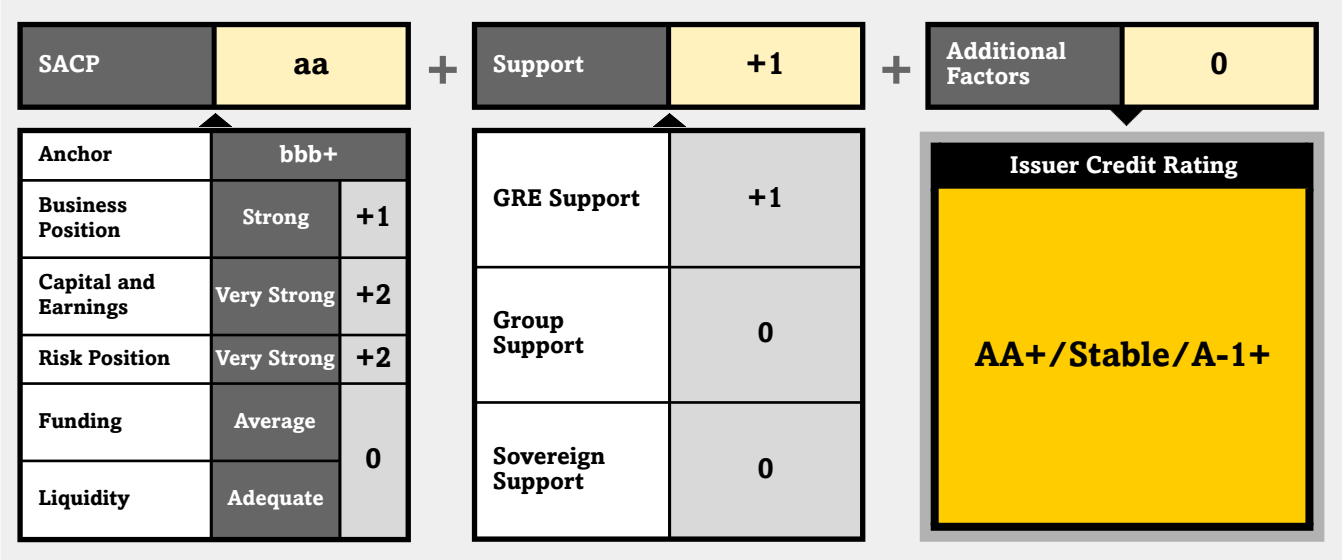 SACP
aa
+
Support
+1
+
Additional
Factors
0
Anchor
bbb+
Business
Position
Strong
+1
Capital and
Earnings
Very Strong
+2
Risk Position
Very Strong
+2
Funding
Average
0
Liquidity
Adequate
GRE Support
+1
Group
Support
0
Sovereign
Support
0
Issuer Credit Rating
AA+/Stable/A-1+